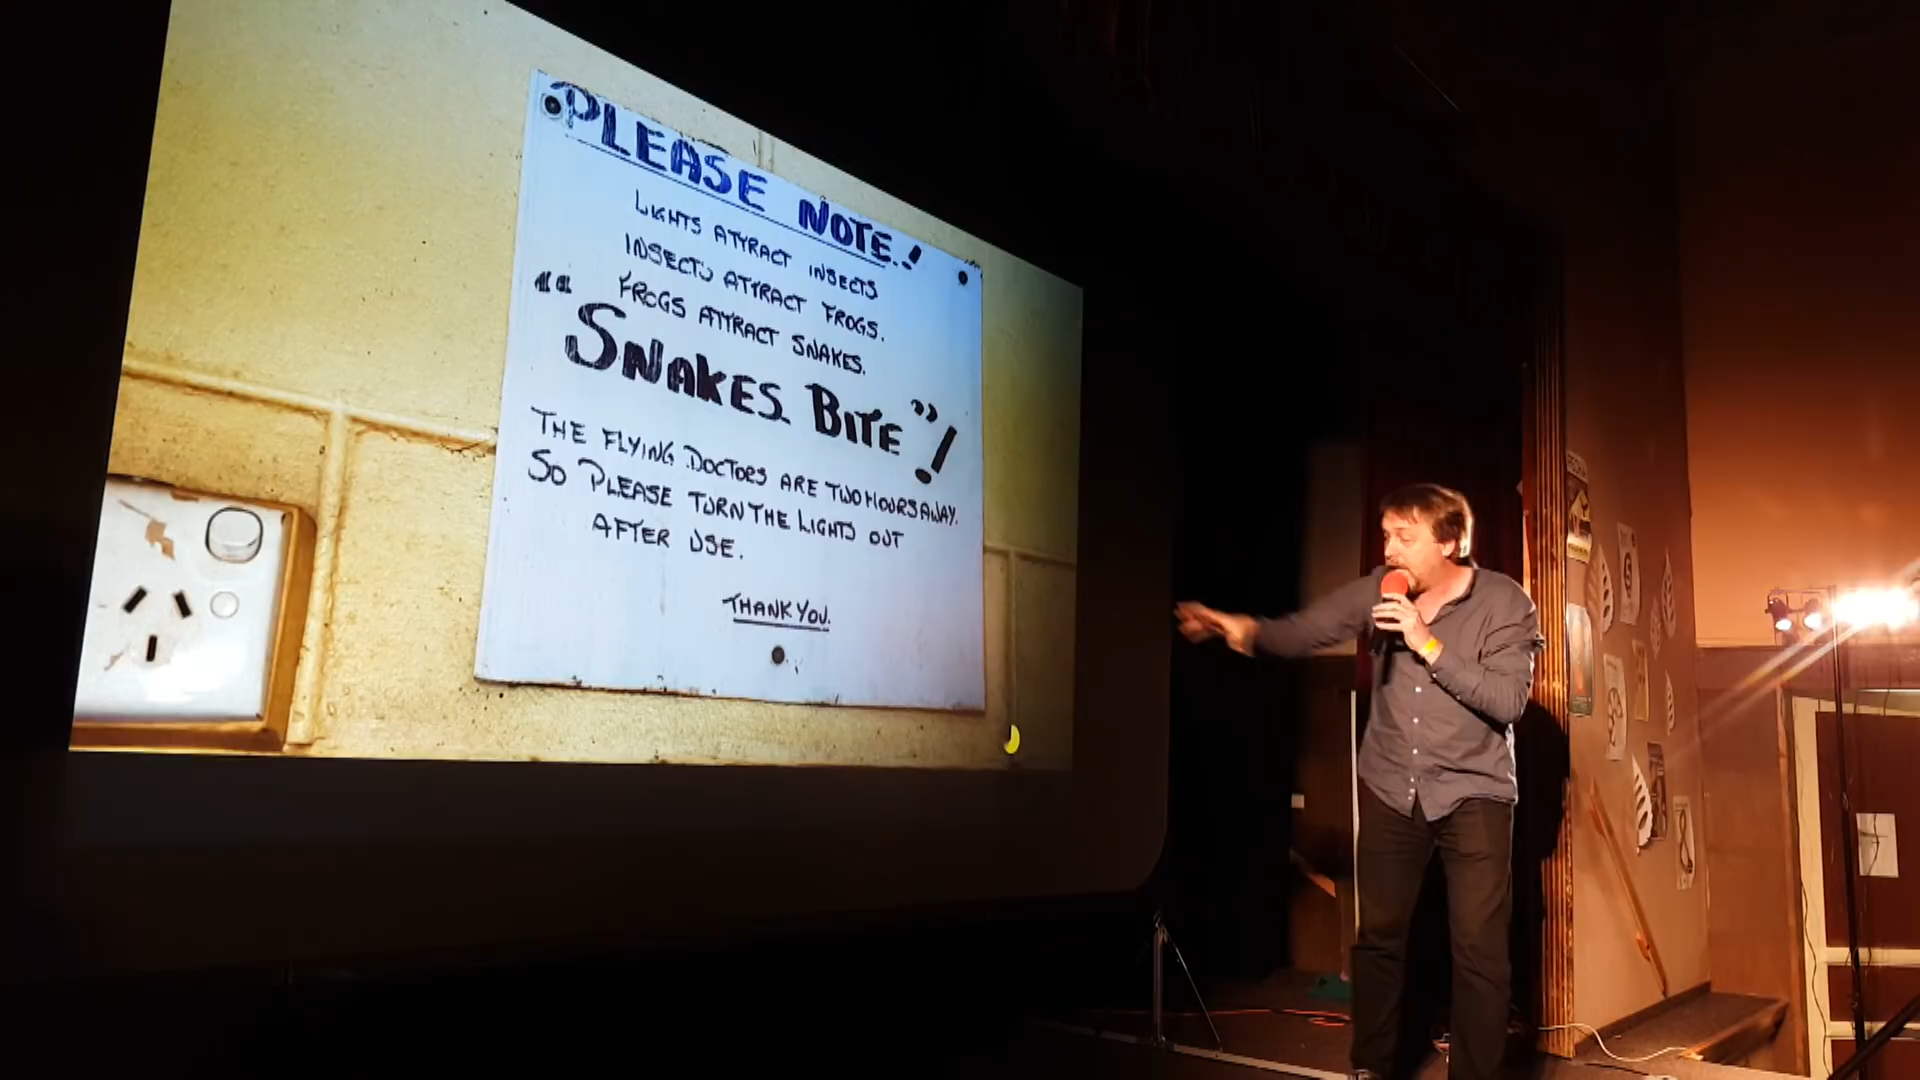 PLEASE NOTE!
LIGHTS ATTRACT INSECTS
INSECTS ATTRACT FROGS.
FROGS ATTRACT SNAKES.
"SNAKES BITE"!
THE FLYING DOCTORS ARE TWO HOURS AWAY.
SO PLEASE TURN THE LIGHTS OUT
AFTER USE.
THANK YOU.